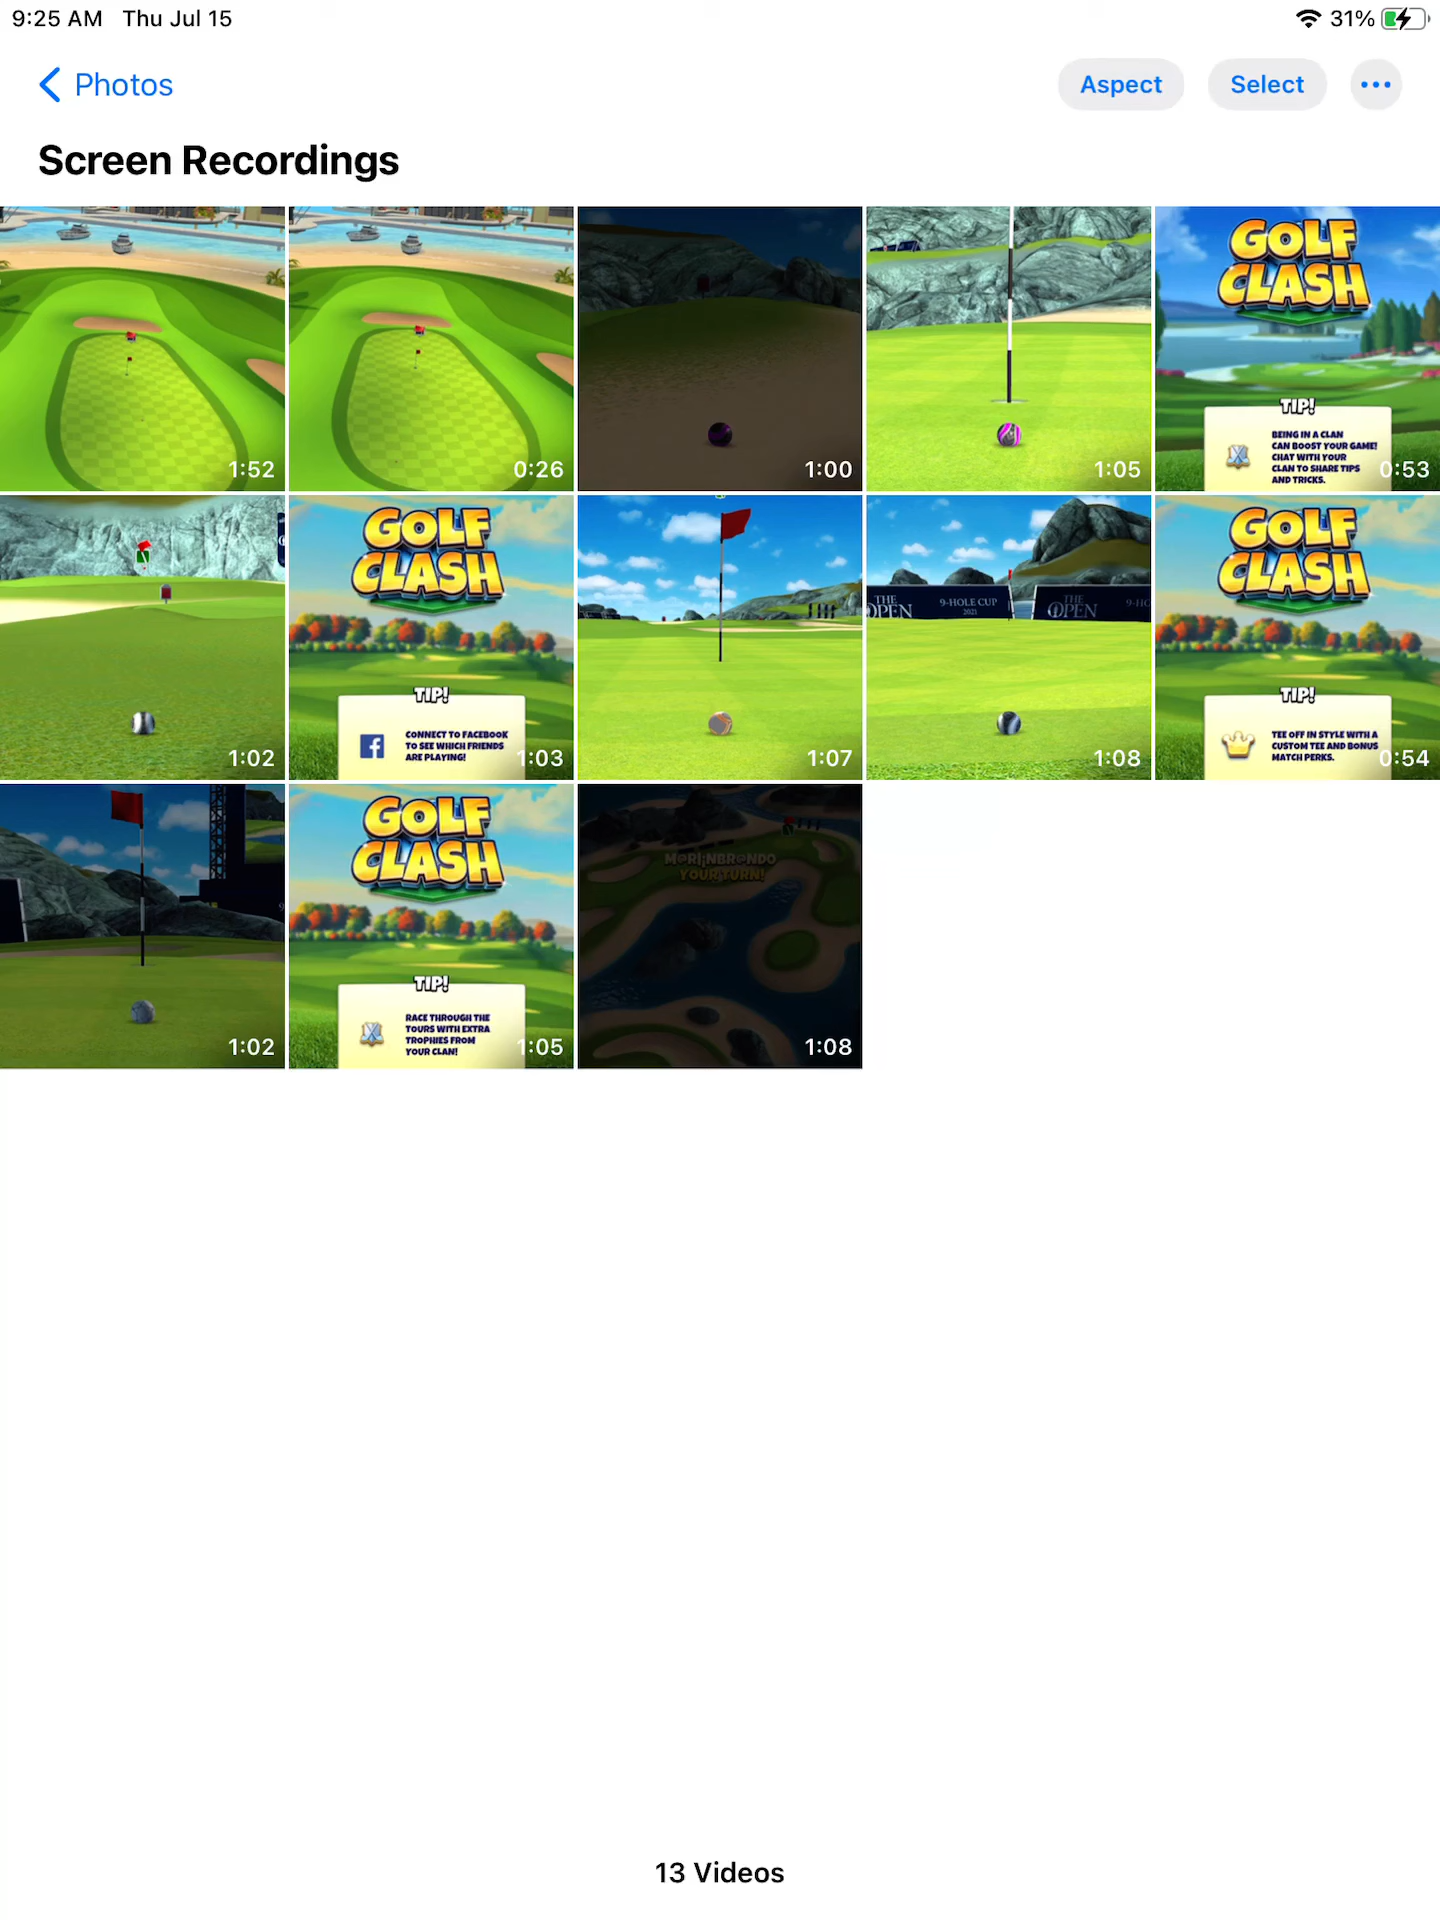 9:25 AM Thu Jul 15
31%
Photos
Aspect
Select
Screen Recordings
1:52
0:26
1:00
1:05
GOLF
CLASH
TIP!
BEING IN A CLAN
CAN BOOST YOUR GAME!
CHAT WITH YOUR
CLAN TO SHARE TIPS
AND TRICKS.
0:53
1:02
GOLF
CLASH
TIP!
CONNECT TO FACEBOOK
TO SEE WHICH FRIENDS
ARE PLAYING!
1:03
1:07
THE
OPEN
9-HOLE CUP
2021
THE
OPEN
9-HO
1:08
GOLF
CLASH
TIP!
TEE OFF IN STYLE WITH A
CUSTOM TEE AND BONUS
MATCH PERKS.
0:54
1:02
GOLF
CLASH
TIP!
RACE THROUGH THE
TOURS WITH EXTRA
TROPHIES FROM
YOUR CLAN!
1:05
YOUR TURN!
1:08
13 Videos